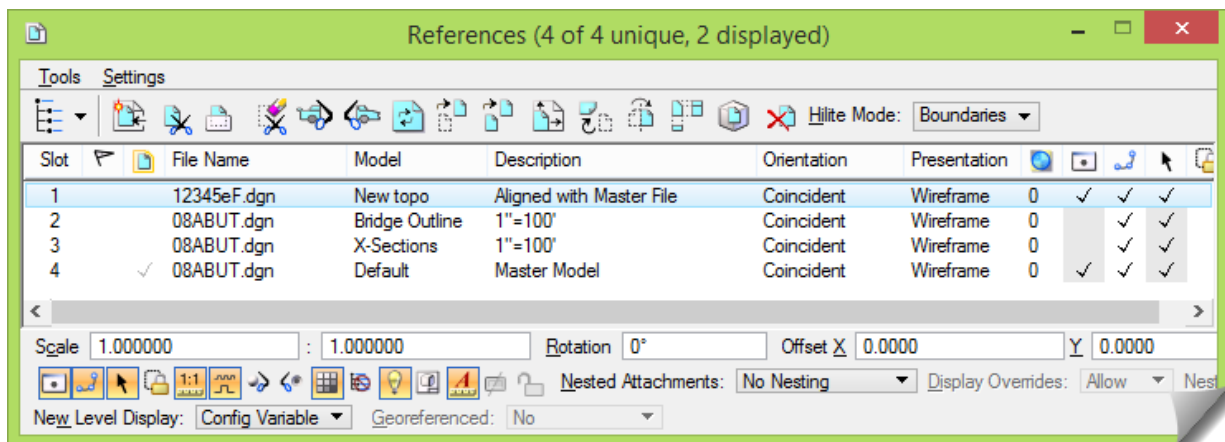 References (4 of 4 unique, 2 displayed)
Tools Settings
Hilite Mode: Boundaries
Slot File Name Model Description Orientation Presentation
1 12345eF.dgn New topo Aligned with Master File Coincident Wireframe 0
2 08ABUT.dgn Bridge Outline 1"=100' Coincident Wireframe 0
3 08ABUT.dgn X-Sections 1"=100' Coincident Wireframe 0
4 08ABUT.dgn Default Master Model Coincident Wireframe 0
Scale 1.000000 : 1.000000 Rotation 0° Offset X 0.0000 Y 0.0000
1:1 A Nested Attachments: No Nesting Display Overrides: Allow Nest
New Level Display: Config Variable Georeferenced: No